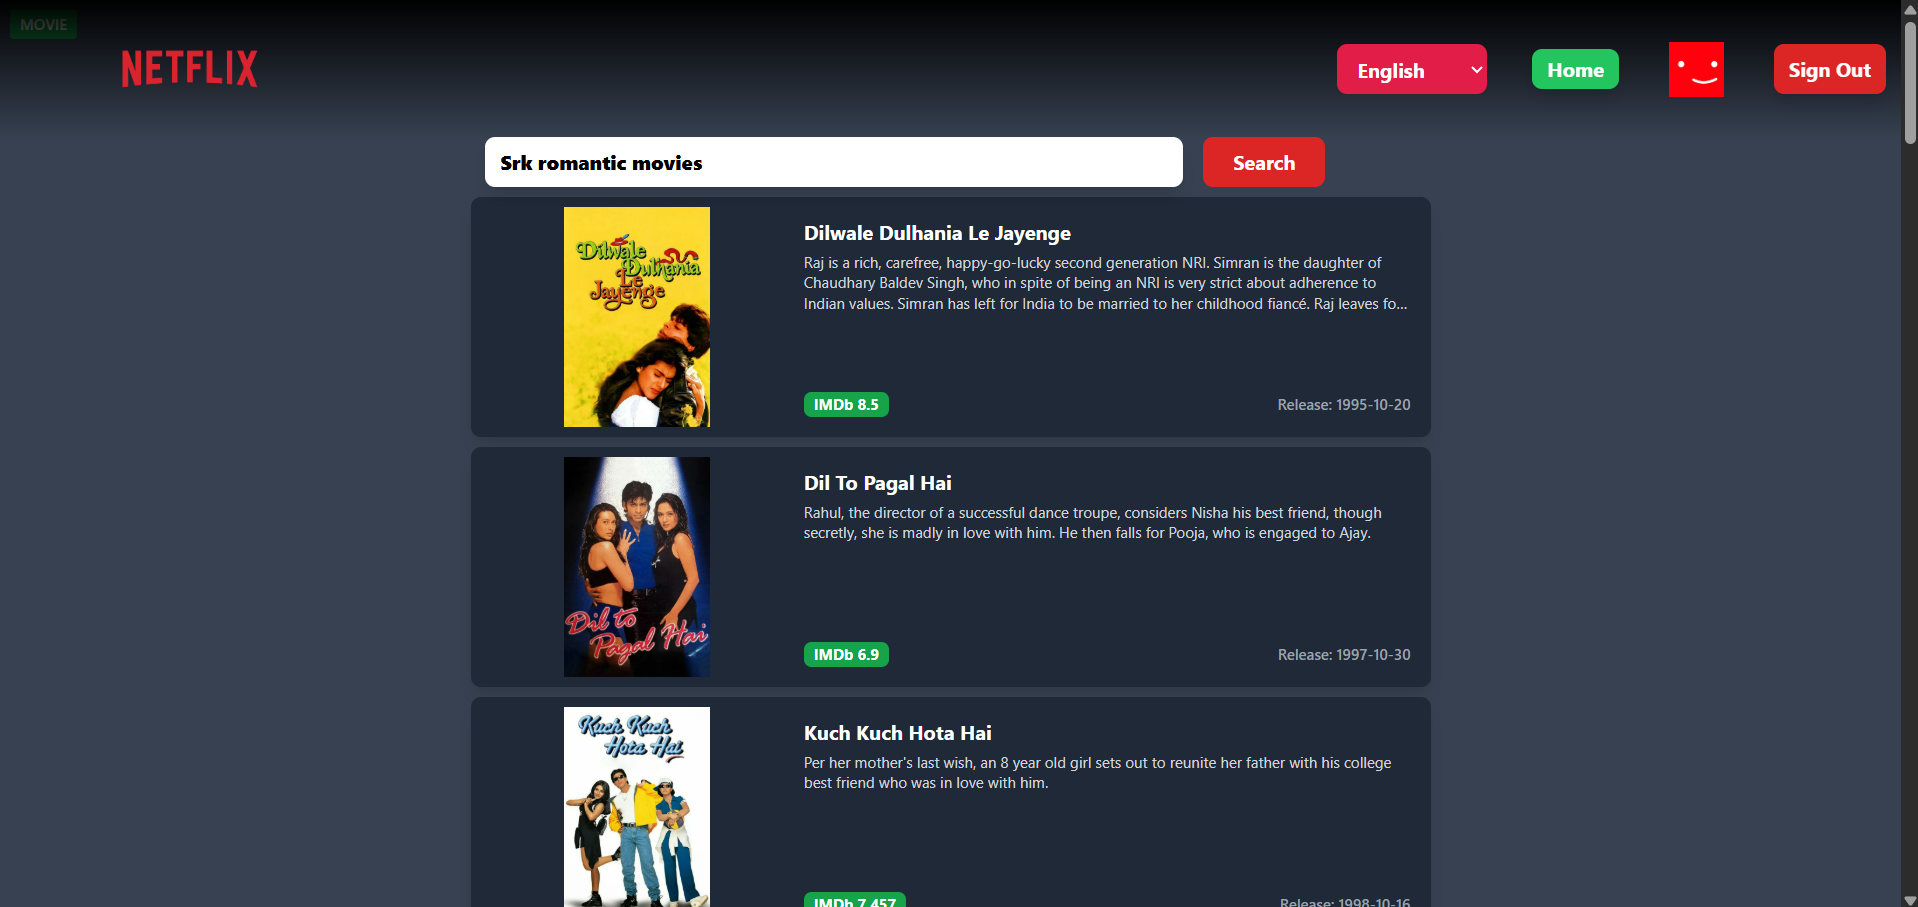 MOVIE
NETFLIX
English
Home
Sign Out
Srk romantic movies
Search
Dilwale
Dulhania
Le
Jayenge
Dilwale Dulhania Le Jayenge
Raj is a rich, carefree, happy-go-lucky second generation NRI. Simran is the daughter of
Chaudhary Baldev Singh, who in spite of being an NRI is very strict about adherence to
Indian values. Simran has left for India to be married to her childhood fiancé. Raj leaves fo...
IMDb 8.5
Release: 1995-10-20
Dil to
Pagal Hai
Dil To Pagal Hai
Rahul, the director of a successful dance troupe, considers Nisha his best friend, though
secretly, she is madly in love with him. He then falls for Pooja, who is engaged to Ajay.
IMDb 6.9
Release: 1997-10-30
Kuch Kuch
Hota Hai
Kuch Kuch Hota Hai
Per her mother's last wish, an 8 year old girl sets out to reunite her father with his college
best friend who was in love with him.
IMDb 7.457
Release: 1998-10-16